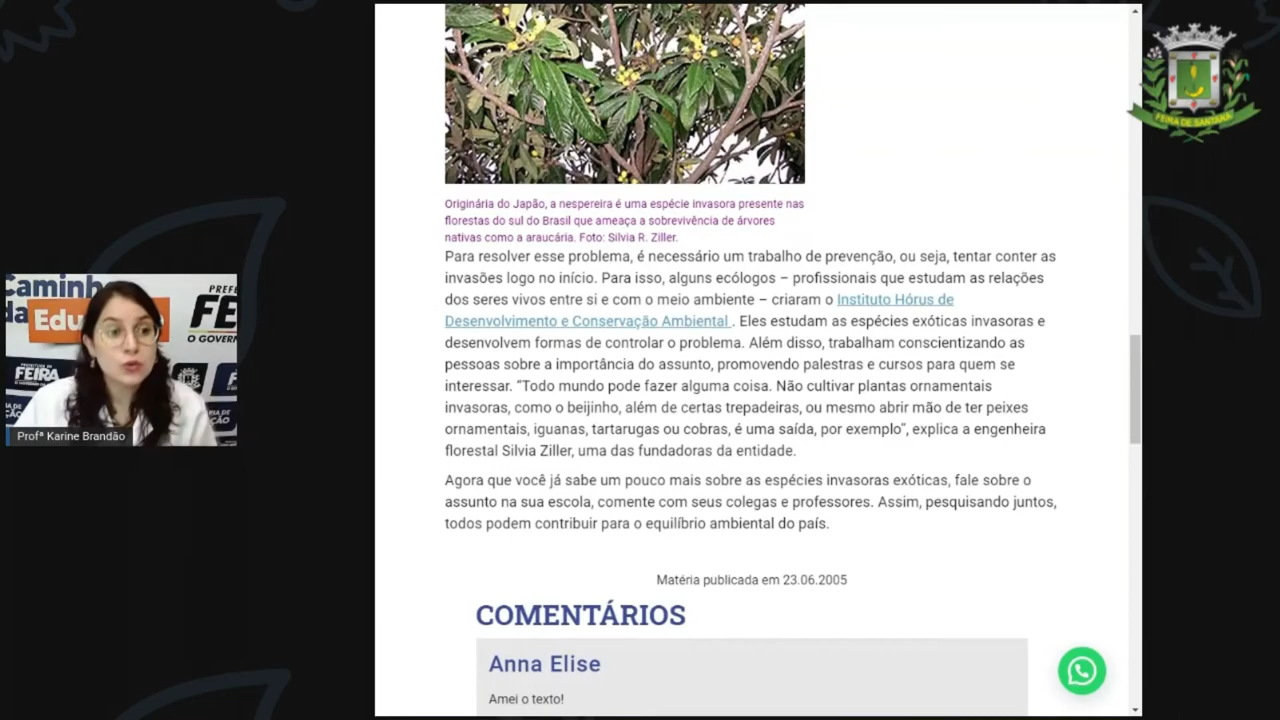 Originária do Japão, a nespereira é uma espécie invasora presente nas
florestas do sul do Brasil que ameaça a sobrevivência de árvores
nativas como a araucária. Foto: Silvia R. Ziller.
Para resolver esse problema, é necessário um trabalho de prevenção, ou seja, tentar conter as
invasões logo no início. Para isso, alguns ecólogos – profissionais que estudam as relações
dos seres vivos entre si e com o meio ambiente – criaram o Instituto Hórus de
Desenvolvimento e Conservação Ambiental . Eles estudam as espécies exóticas invasoras e
desenvolvem formas de controlar o problema. Além disso, trabalham conscientizando as
pessoas sobre a importância do assunto, promovendo palestras e cursos para quem se
interessar. “Todo mundo pode fazer alguma coisa. Não cultivar plantas ornamentais
invasoras, como o beijinho, além de certas trepadeiras, ou mesmo abrir mão de ter peixes
ornamentais, iguanas, tartarugas ou cobras, é uma saída, por exemplo”, explica a engenheira
florestal Silvia Ziller, uma das fundadoras da entidade.
Agora que você já sabe um pouco mais sobre as espécies invasoras exóticas, fale sobre o
assunto na sua escola, comente com seus colegas e professores. Assim, pesquisando juntos,
todos podem contribuir para o equilíbrio ambiental do país.
Matéria publicada em 23.06.2005
COMENTÁRIOS
Anna Elise
Amei o texto!
FEIRA DE SANTANA
Caminho
da Edu
PREFE
FE
O GOVERN
FEIRA
Profª Karine Brandão